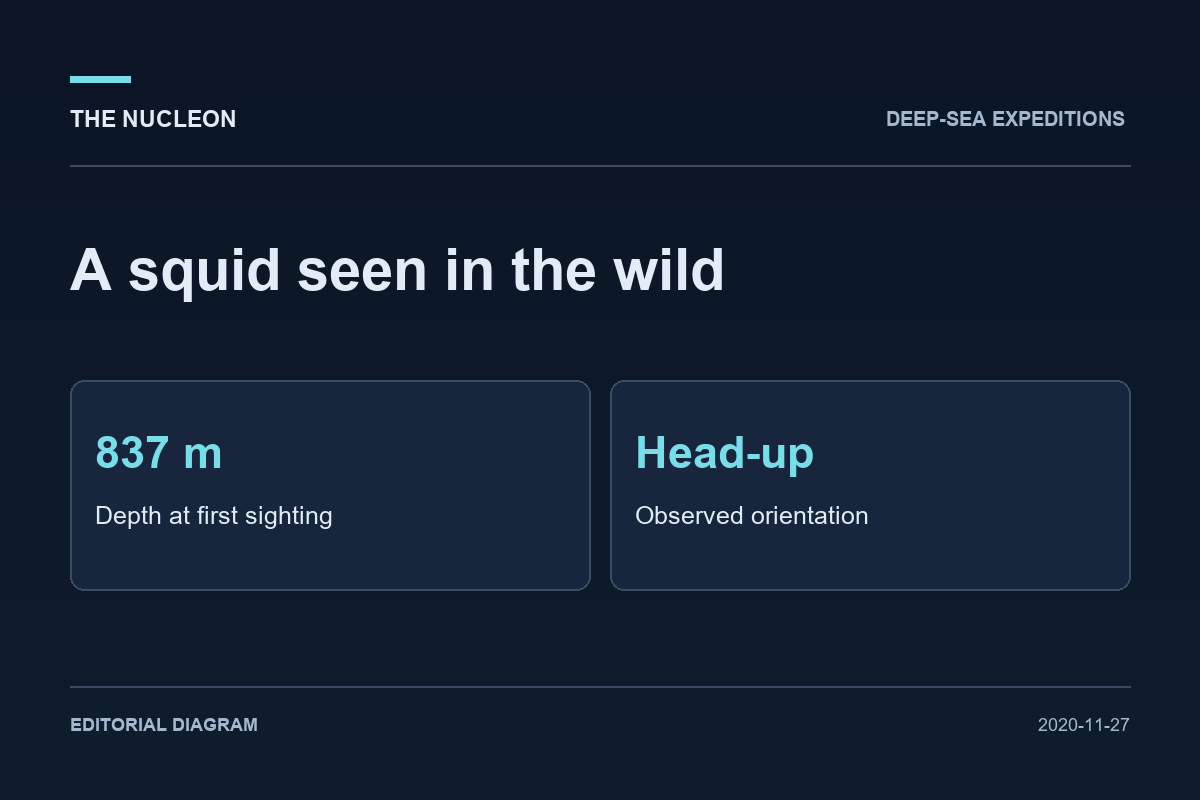 THE NUCLEON
DEEP-SEA EXPEDITIONS
A squid seen in the wild
837 m
Depth at first sighting
Head-up
Observed orientation
EDITORIAL DIAGRAM
2020-11-27